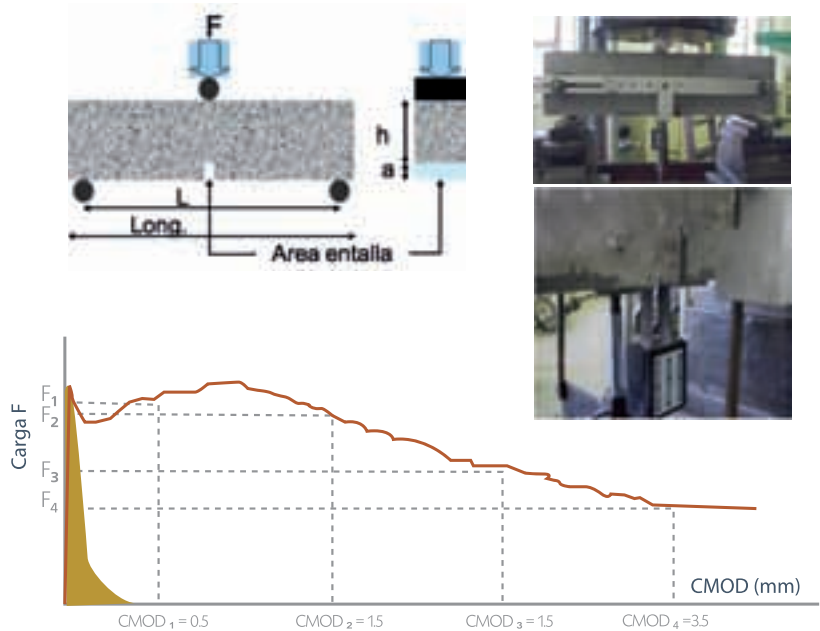 F
h
a
L
Long.
Area entalla
Carga F
F₁
F₂
F₃
F₄
CMOD (mm)
CMOD ₁ = 0.5
CMOD ₂ = 1.5
CMOD ₃ = 1.5
CMOD ₄ =3.5